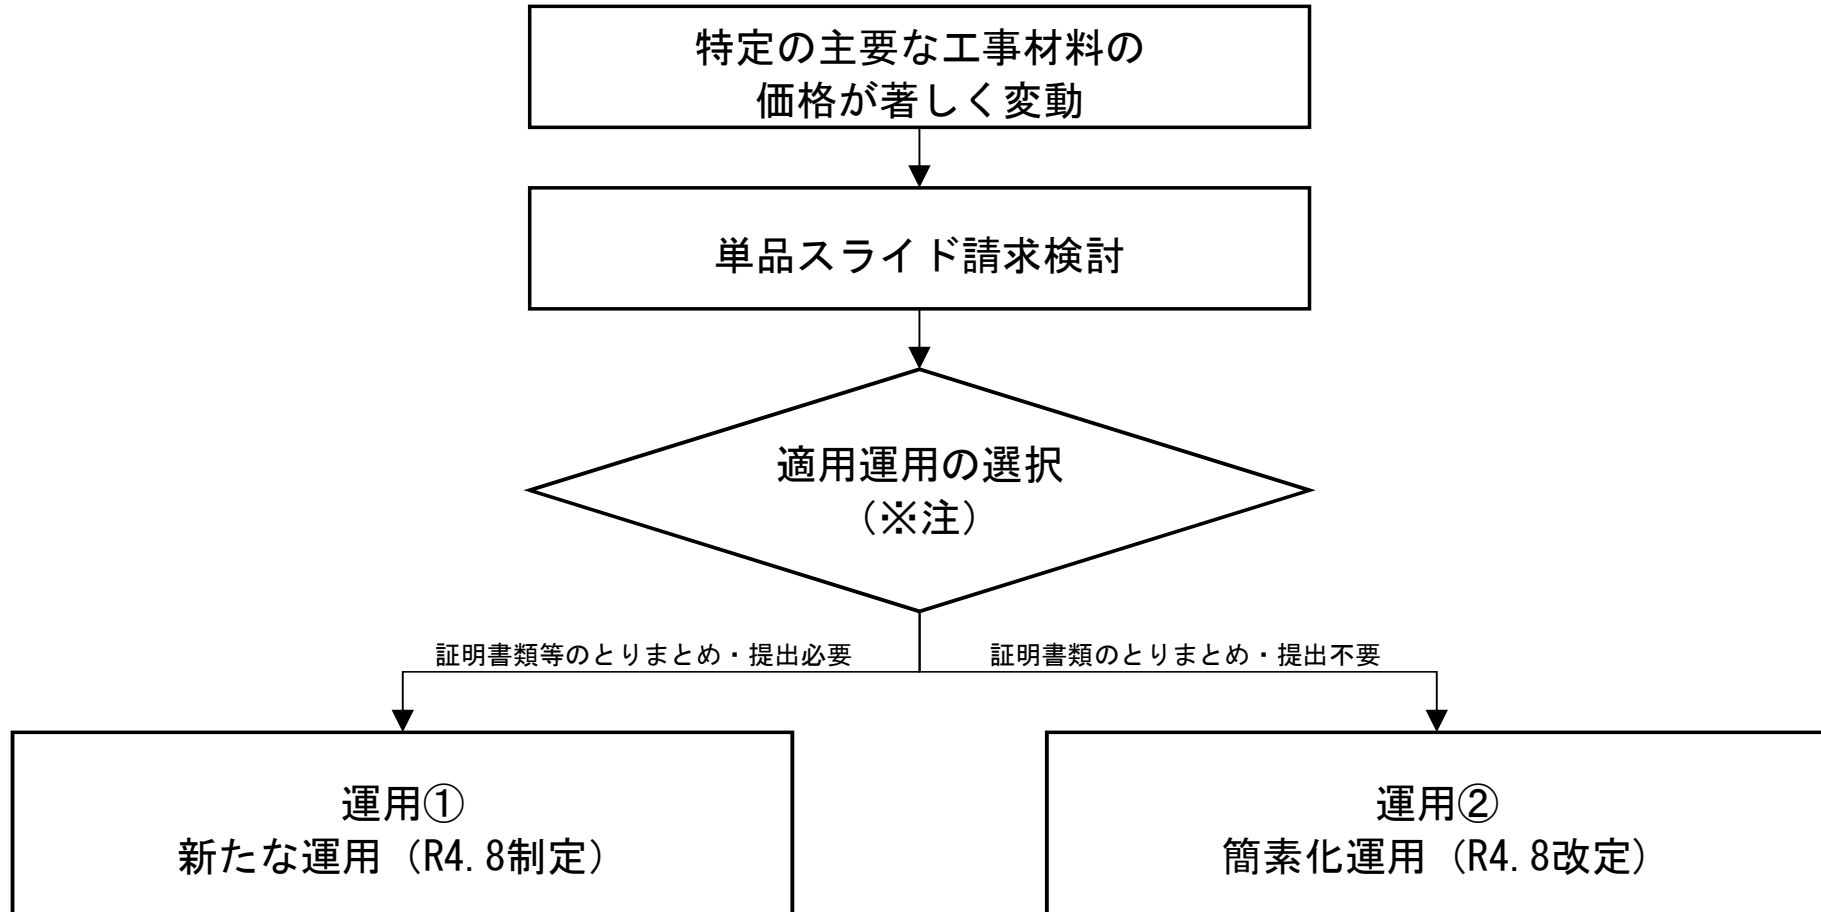 特定の主要な工事材料の
価格が著しく変動
単品スライド請求検討
適用運用の選択
（※注）
証明書類等のとりまとめ・提出必要
証明書類のとりまとめ・提出不要
運用①
新たな運用（R4.8制定）
運用②
簡素化運用（R4.8改定）